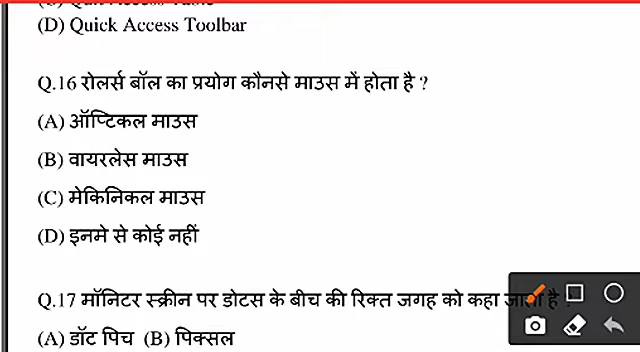 (D) Quick Access Toolbar
Q.16 रोलर्स बॉल का प्रयोग कौनसे माउस में होता है ?
(A) ऑप्टिकल माउस
(B) वायरलेस माउस
(C) मेकिनिकल माउस
(D) इनमे से कोई नहीं
Q.17 मॉनिटर स्क्रीन पर डोटस के बीच की रिक्त जगह को कहा जाता है
(A) डॉट पिच (B) पिक्सल